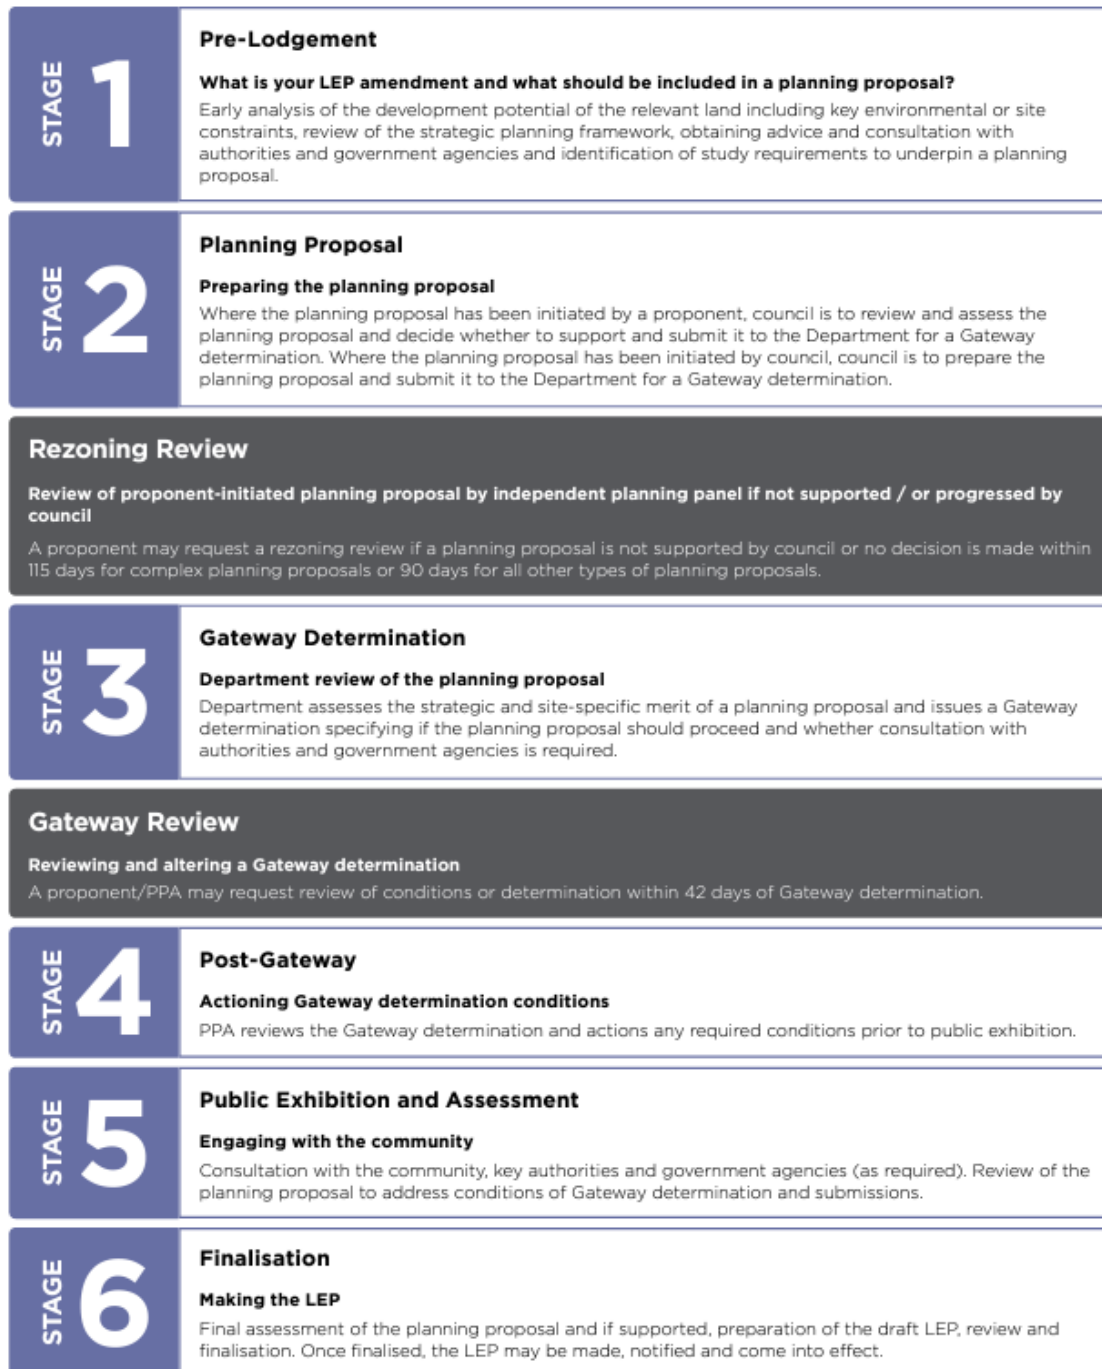 STAGE 1
Pre-Lodgement
What is your LEP amendment and what should be included in a planning proposal?
Early analysis of the development potential of the relevant land including key environmental or site
constraints, review of the strategic planning framework, obtaining advice and consultation with
authorities and government agencies and identification of study requirements to underpin a planning
proposal.
STAGE 2
Planning Proposal
Preparing the planning proposal
Where the planning proposal has been initiated by a proponent, council is to review and assess the
planning proposal and decide whether to support and submit it to the Department for a Gateway
determination. Where the planning proposal has been initiated by council, council is to prepare the
planning proposal and submit it to the Department for a Gateway determination.
Rezoning Review
Review of proponent-initiated planning proposal by independent planning panel if not supported / or progressed by
council
A proponent may request a rezoning review if a planning proposal is not supported by council or no decision is made within
115 days for complex planning proposals or 90 days for all other types of planning proposals.
STAGE 3
Gateway Determination
Department review of the planning proposal
Department assesses the strategic and site-specific merit of a planning proposal and issues a Gateway
determination specifying if the planning proposal should proceed and whether consultation with
authorities and government agencies is required.
Gateway Review
Reviewing and altering a Gateway determination
A proponent/PPA may request review of conditions or determination within 42 days of Gateway determination.
STAGE 4
Post-Gateway
Actioning Gateway determination conditions
PPA reviews the Gateway determination and actions any required conditions prior to public exhibition.
STAGE 5
Public Exhibition and Assessment
Engaging with the community
Consultation with the community, key authorities and government agencies (as required). Review of the
planning proposal to address conditions of Gateway determination and submissions.
STAGE 6
Finalisation
Making the LEP
Final assessment of the planning proposal and if supported, preparation of the draft LEP, review and
finalisation. Once finalised, the LEP may be made, notified and come into effect.